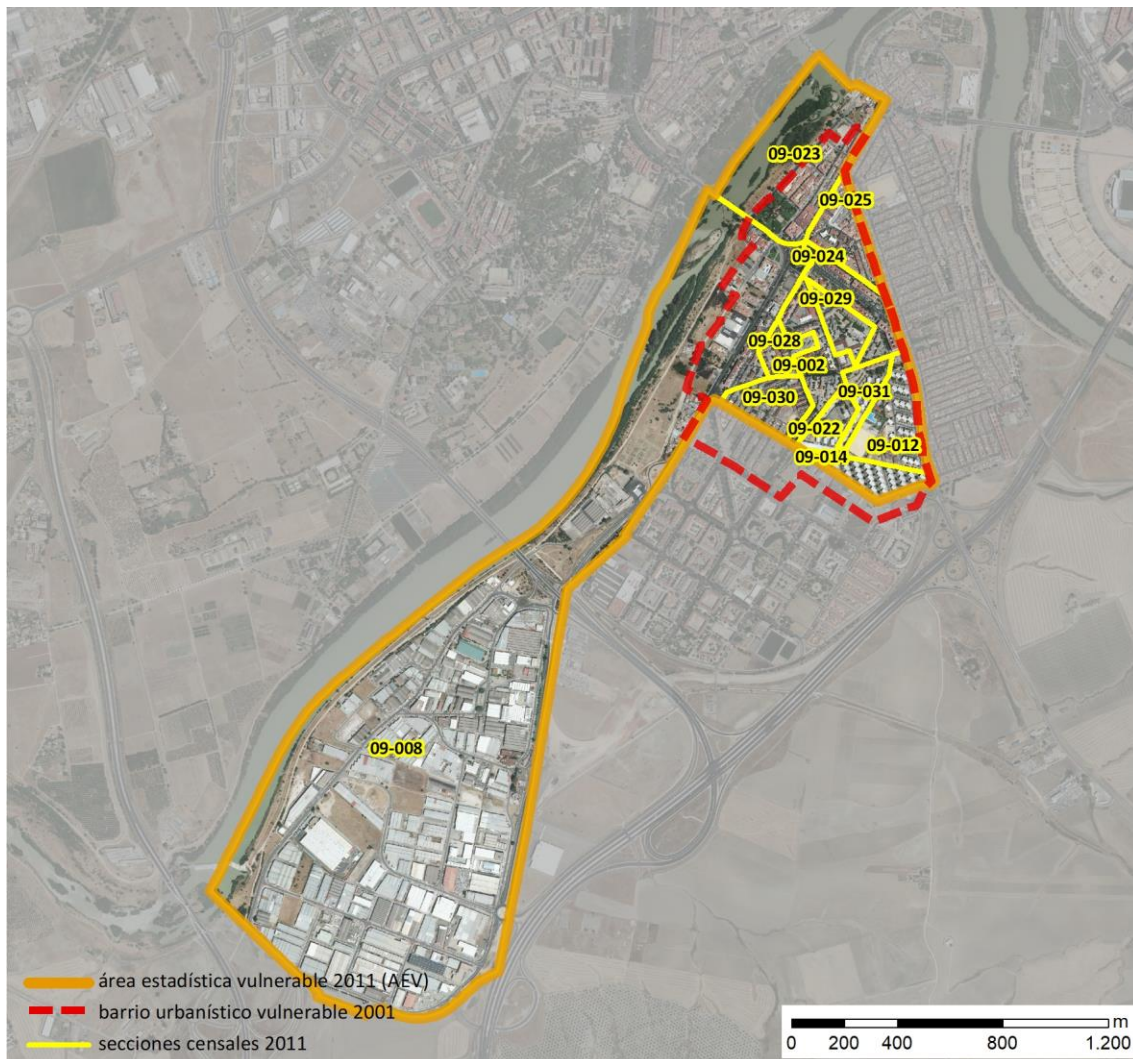 09-023
09-025
09-024
09-029
09-028
09-002
09-031
09-030
09-022
09-012
09-014
09-008
área estadística vulnerable 2011 (AEV)
barrio urbanístico vulnerable 2001
secciones censales 2011
m
0 200 400 800 1.200